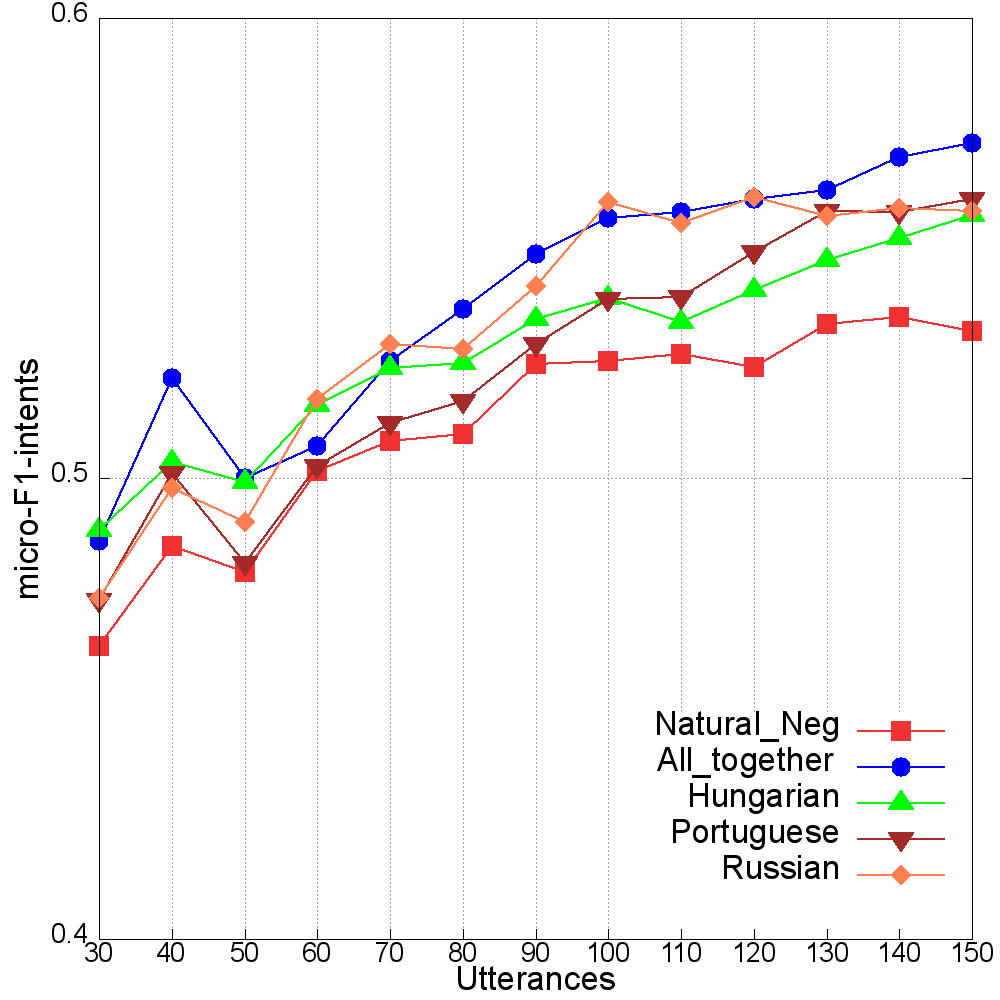 0.6
0.5
0.4
micro-F1-intents
Natural_Neg
All_together
Hungarian
Portuguese
Russian
30 40 50 60 70 80 90 100 110 120 130 140 150
Utterances